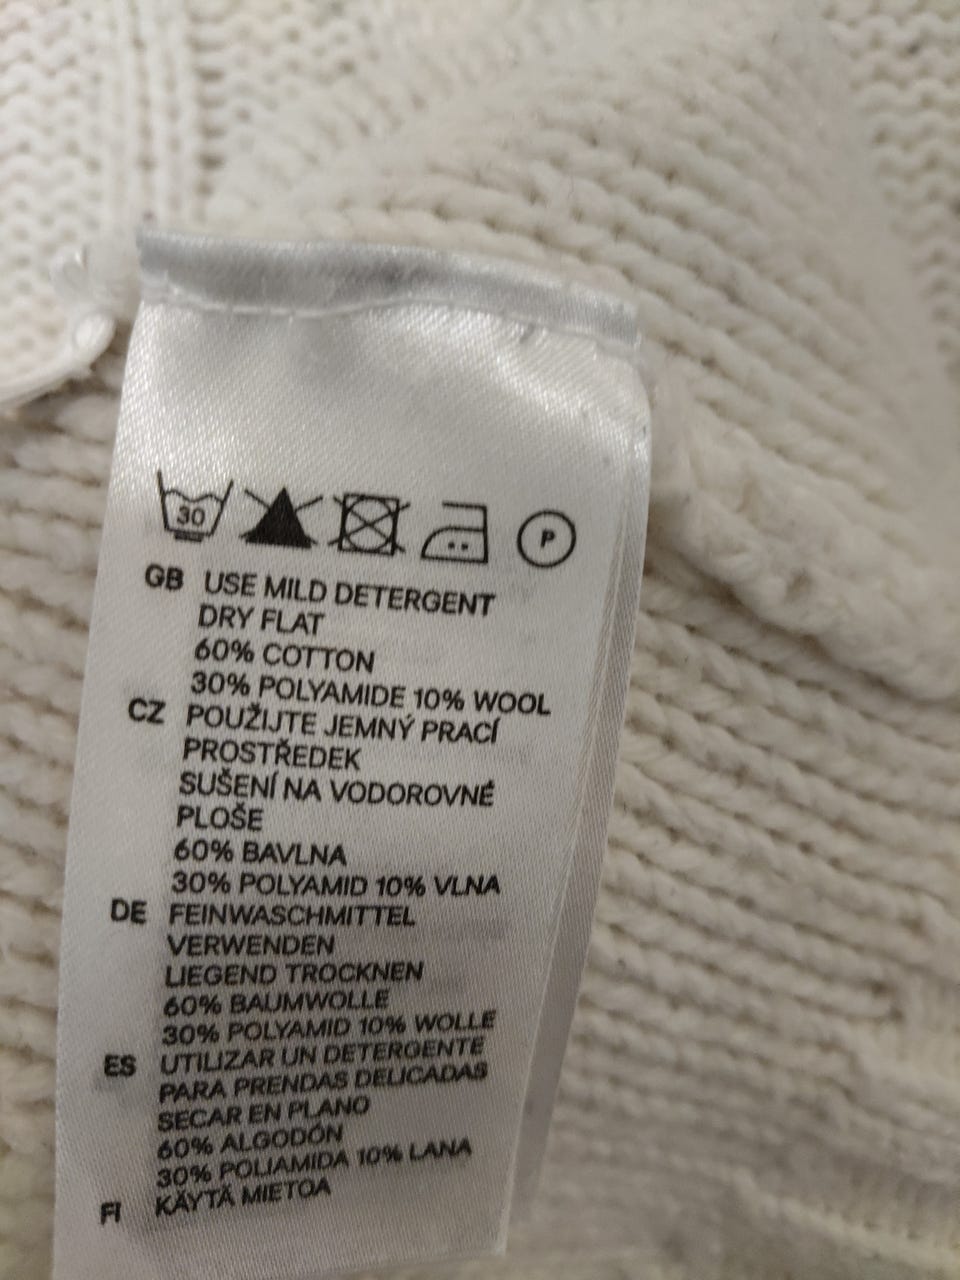 30
P
GB USE MILD DETERGENT
DRY FLAT
60% COTTON
30% POLYAMIDE 10% WOOL
CZ POUŽIJTE JEMNÝ PRACÍ
PROSTŘEDEK
SUŠENÍ NA VODOROVNÉ
PLOŠE
60% BAVLNA
30% POLYAMID 10% VLNA
DE FEINWASCHMITTEL
VERWENDEN
LIEGEND TROCKNEN
60% BAUMWOLLE
30% POLYAMID 10% WOLLE
ES UTILIZAR UN DETERGENTE
PARA PRENDAS DELICADAS
SECAR EN PLANO
60% ALGODÓN
30% POLIAMIDA 10% LANA
FI KÄYTÄ MIETOA